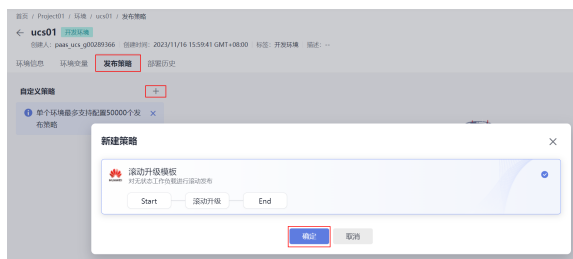 首页 / Project01 / 环境 / ucs01 / 发布策略
← ucs01 开发环境
创建人: paas_ucs_g00289366 创建时间: 2023/11/16 15:59:41 GMT+08:00 标签: 开发环境 描述: --
环境信息 环境变量 发布策略 部署历史
自定义策略 +
单个环境最多支持配置50000个发
布策略
新建策略
HUAWEI 滚动升级模板
对无状态工作负载进行滚动发布
Start 滚动升级 End
确定 取消